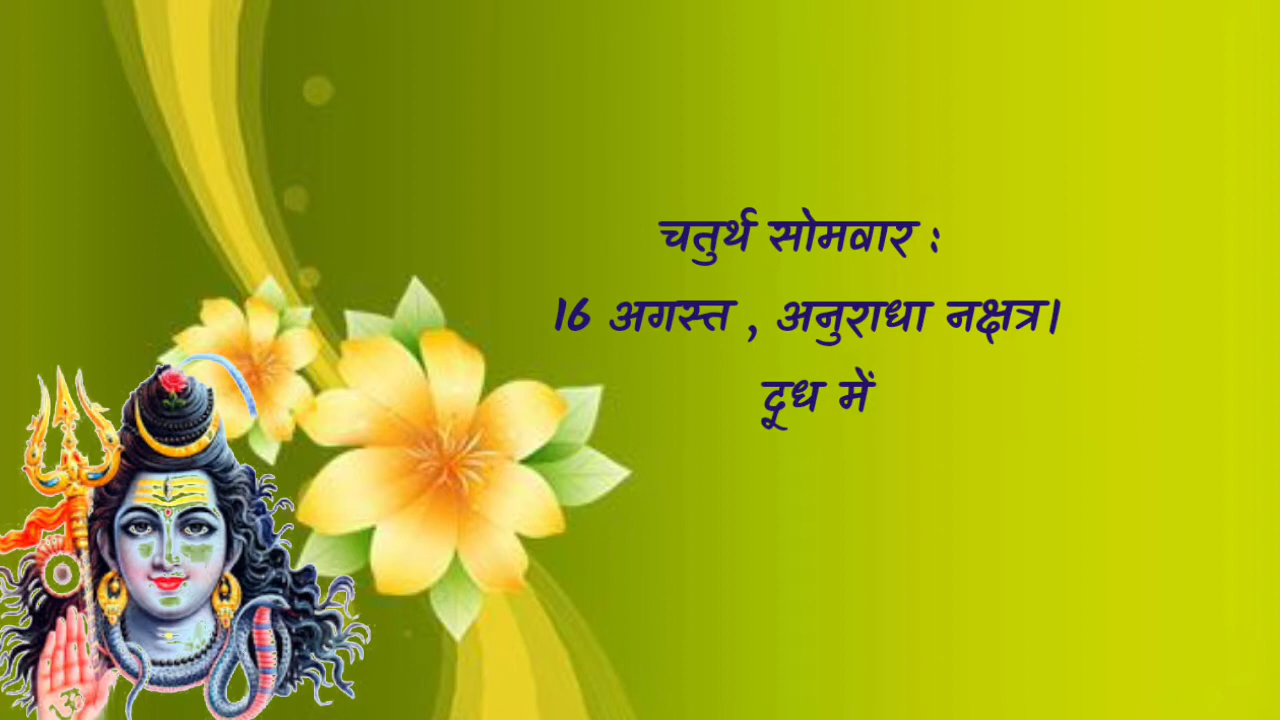 चतुर्थ सोमवार :
16 अगस्त , अनुराधा नक्षत्र।
दूध में
ॐ